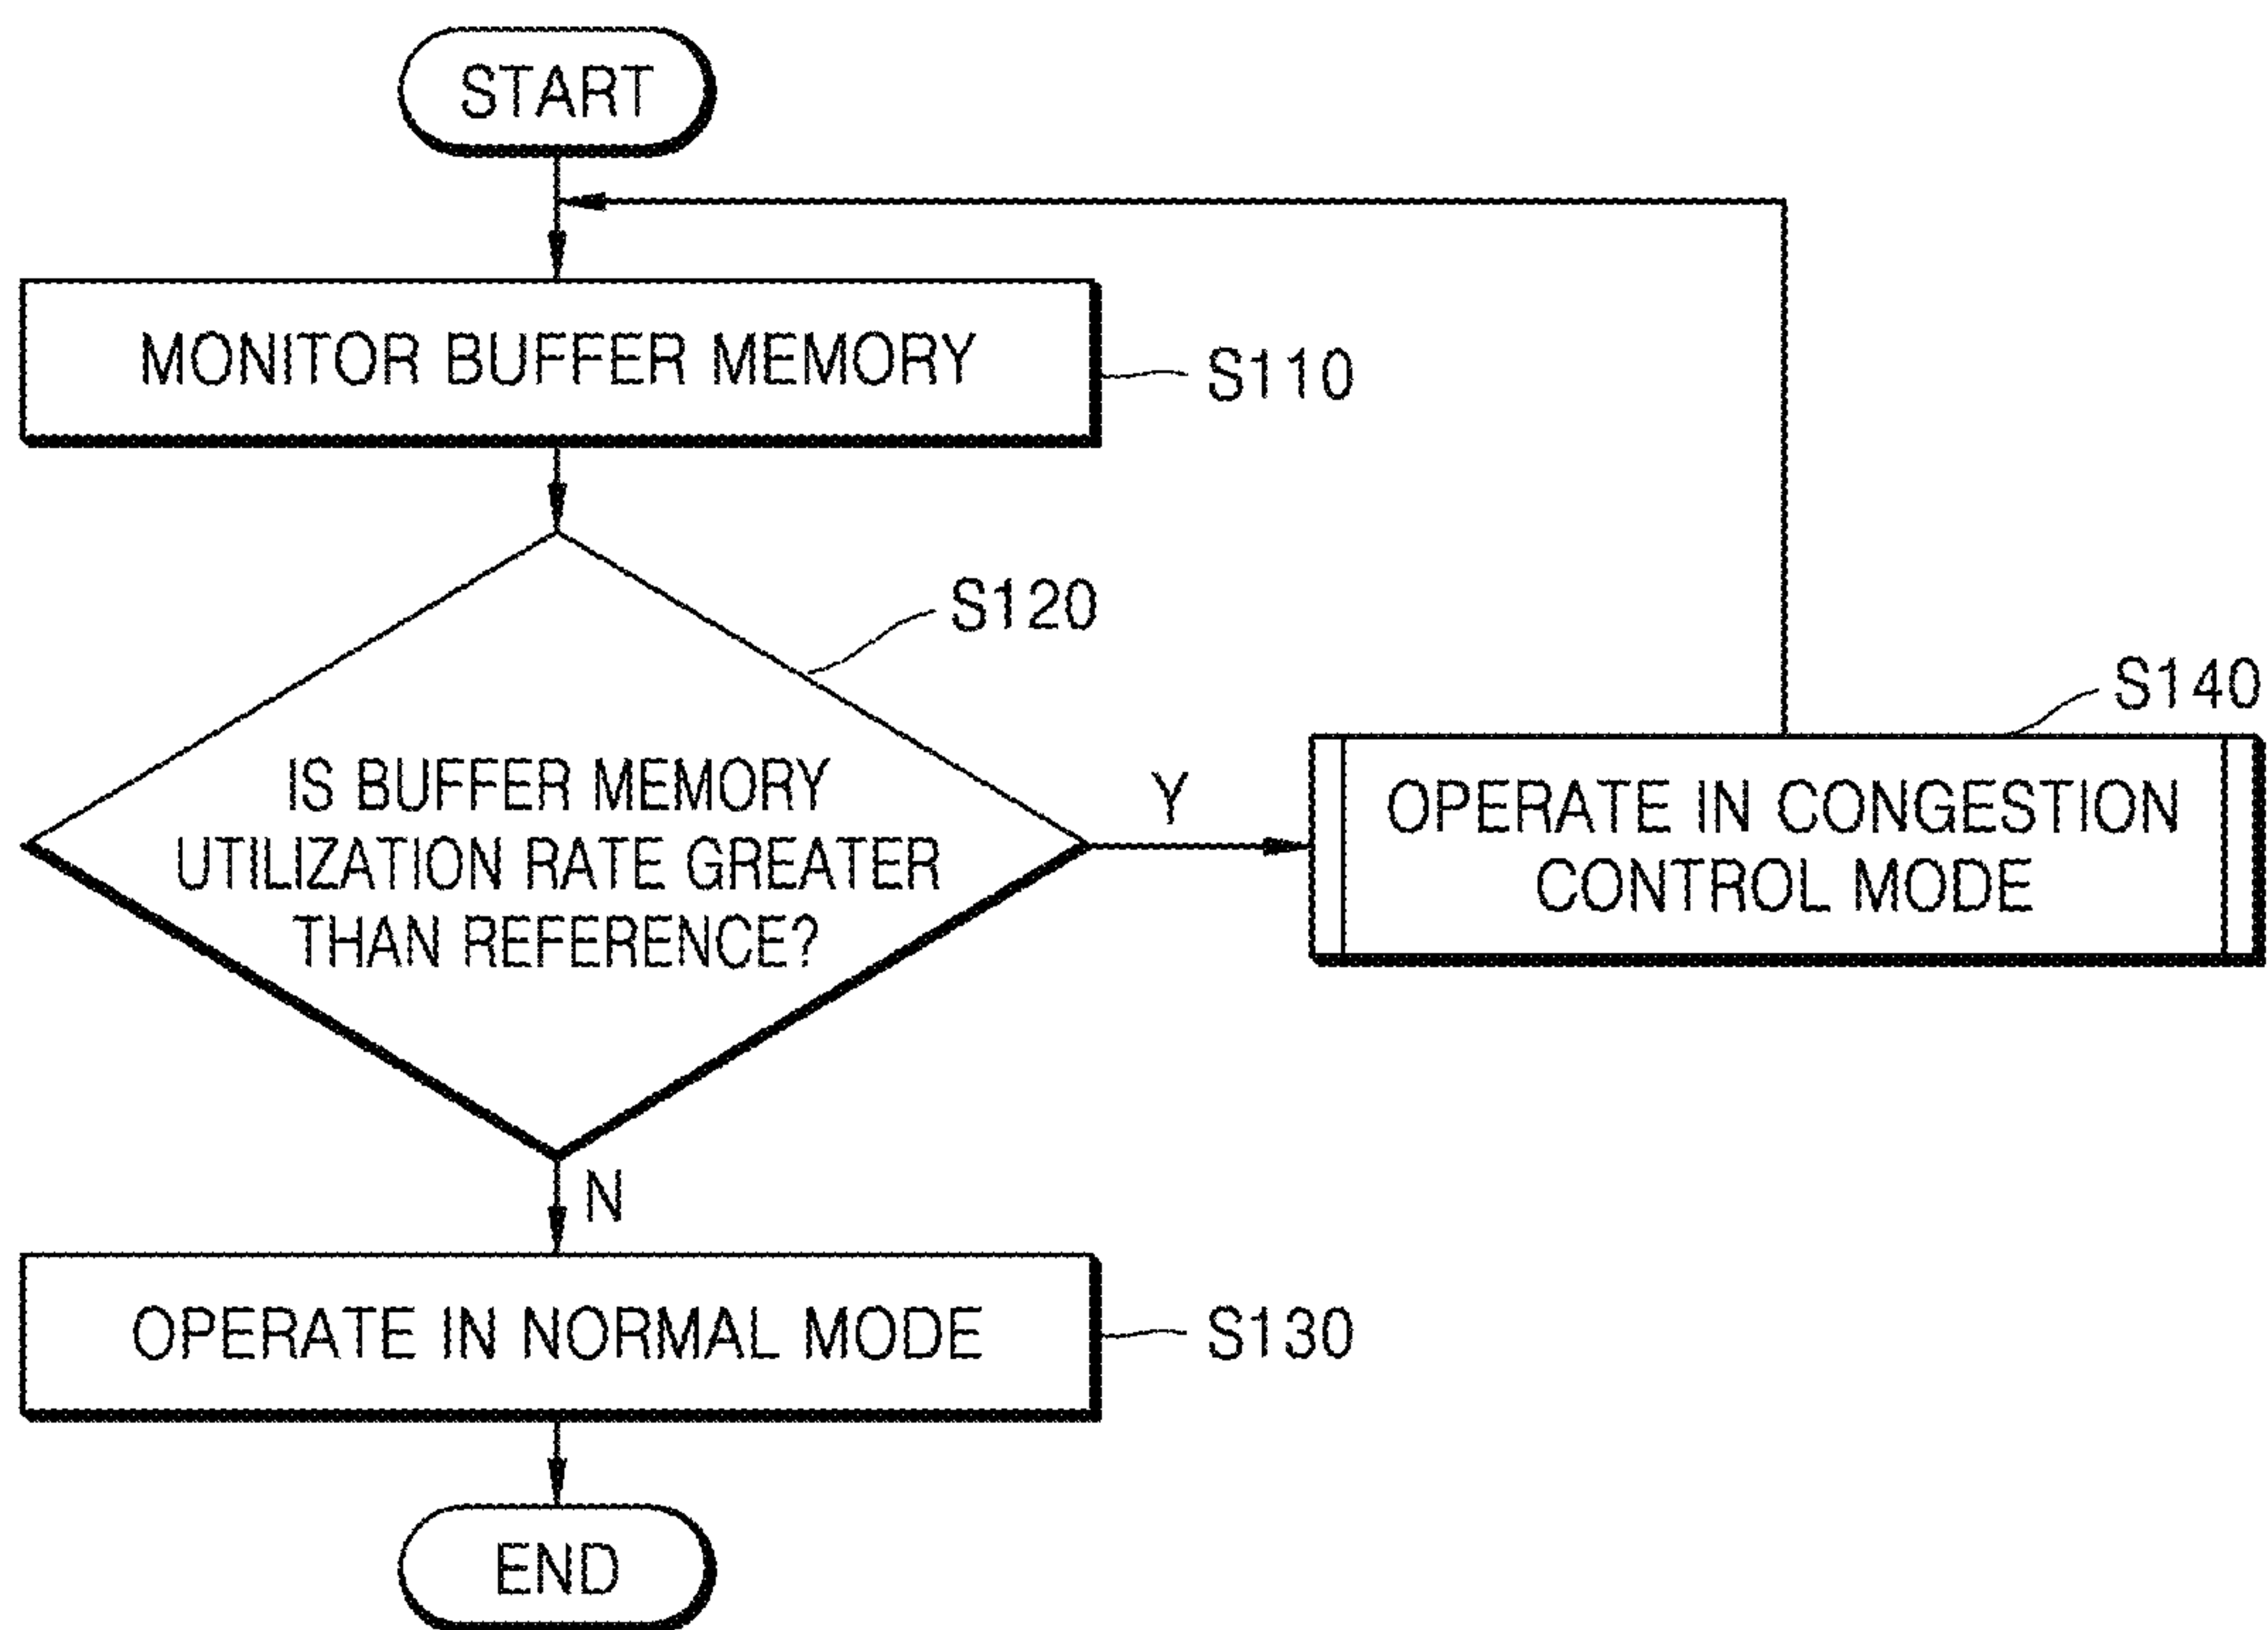 START
MONITOR BUFFER MEMORY
S110
S120
IS BUFFER MEMORY
UTILIZATION RATE GREATER
THAN REFERENCE?
Y
S140
OPERATE IN CONGESTION
CONTROL MODE
N
OPERATE IN NORMAL MODE
S130
END